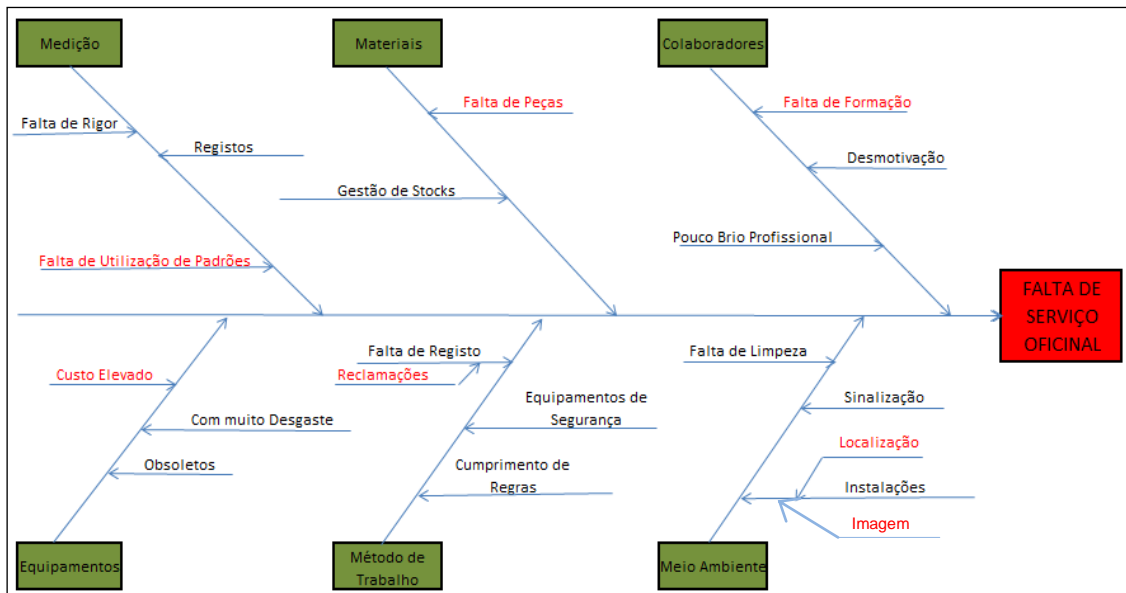 Medição
Materiais
Colaboradores
Falta de Peças
Falta de Formação
Falta de Rigor
Registos
Desmotivação
Gestão de Stocks
Pouco Brio Profissional
Falta de Utilização de Padrões
FALTA DE
SERVIÇO
OFICINAL
Falta de Registo
Falta de Limpeza
Custo Elevado
Reclamações
Equipamentos de
Segurança
Sinalização
Com muito Desgaste
Localização
Obsoletos
Cumprimento de
Regras
Instalações
Imagem
Equipamentos
Método de
Trabalho
Meio Ambiente